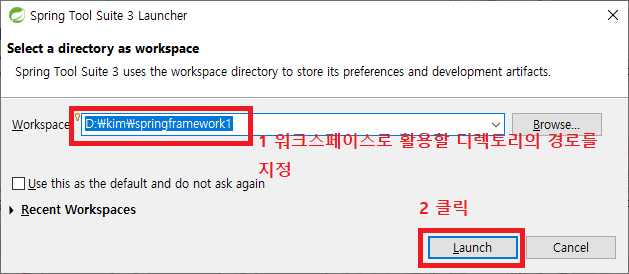 Spring Tool Suite 3 Launcher
Select a directory as workspace
Spring Tool Suite 3 uses the workspace directory to store its preferences and development artifacts.
Workspace: D:₩kim₩springframework1 Browse...
1 워크스페이스로 활용할 디렉토리의 경로를
지정
Use this as the default and do not ask again
Recent Workspaces
2 클릭
Launch Cancel